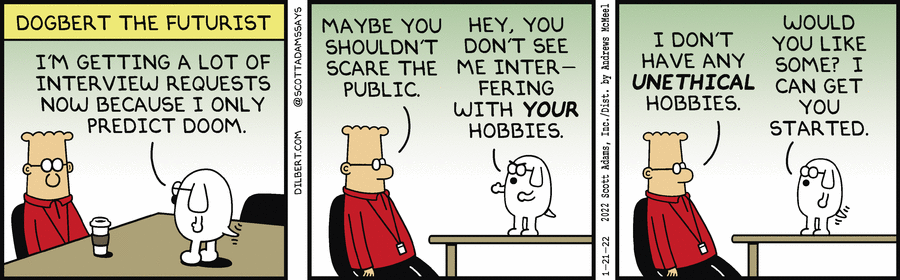 DOGBERT THE FUTURIST
I'M GETTING A LOT OF
INTERVIEW REQUESTS
NOW BECAUSE I ONLY
PREDICT DOOM.
DILBERT.COM @SCOTTADAMSSAYS
MAYBE YOU
SHOULDN'T
SCARE THE
PUBLIC.
HEY, YOU
DON'T SEE
ME INTER-
FERING
WITH YOUR
HOBBIES.
1-21-22 2022 Scott Adams, Inc./Dist. by Andrews McMeel
I DON'T
HAVE ANY
UNETHICAL
HOBBIES.
WOULD
YOU LIKE
SOME? I
CAN GET
YOU
STARTED.